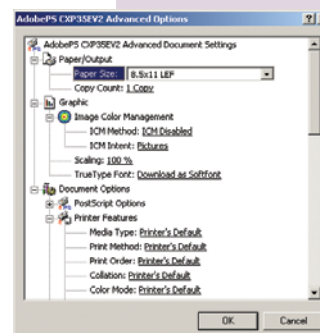 AdobePS CXP35EV2 Advanced Options
AdobePS CXP35EV2 Advanced Document Settings
Paper/Output
Paper Size: 8.5x11 LEF
Copy Count: 1 Copy
Graphic
Image Color Management
ICM Method: ICM Disabled
ICM Intent: Pictures
Scaling: 100 %
TrueType Font: Download as Softfont
Document Options
PostScript Options
Printer Features
Media Type: Printer's Default
Print Method: Printer's Default
Print Order: Printer's Default
Collation: Printer's Default
Color Mode: Printer's Default
OK Cancel